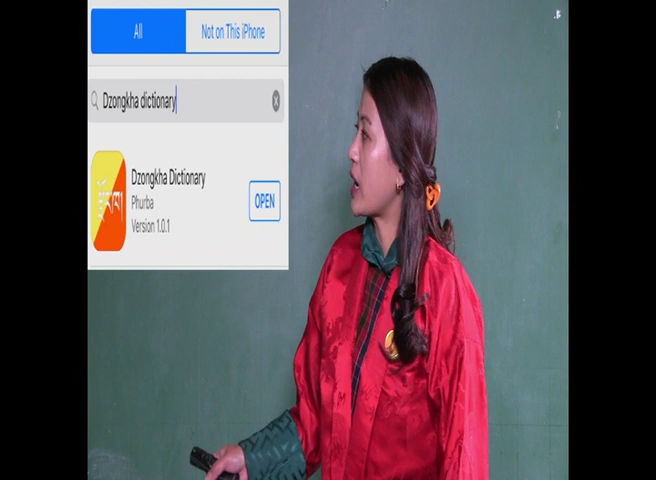 All
Not on This iPhone
Dzongkha dictionary
Dzongkha Dictionary
Phurba
Version 1.0.1
OPEN
རྫོང་ཁ།